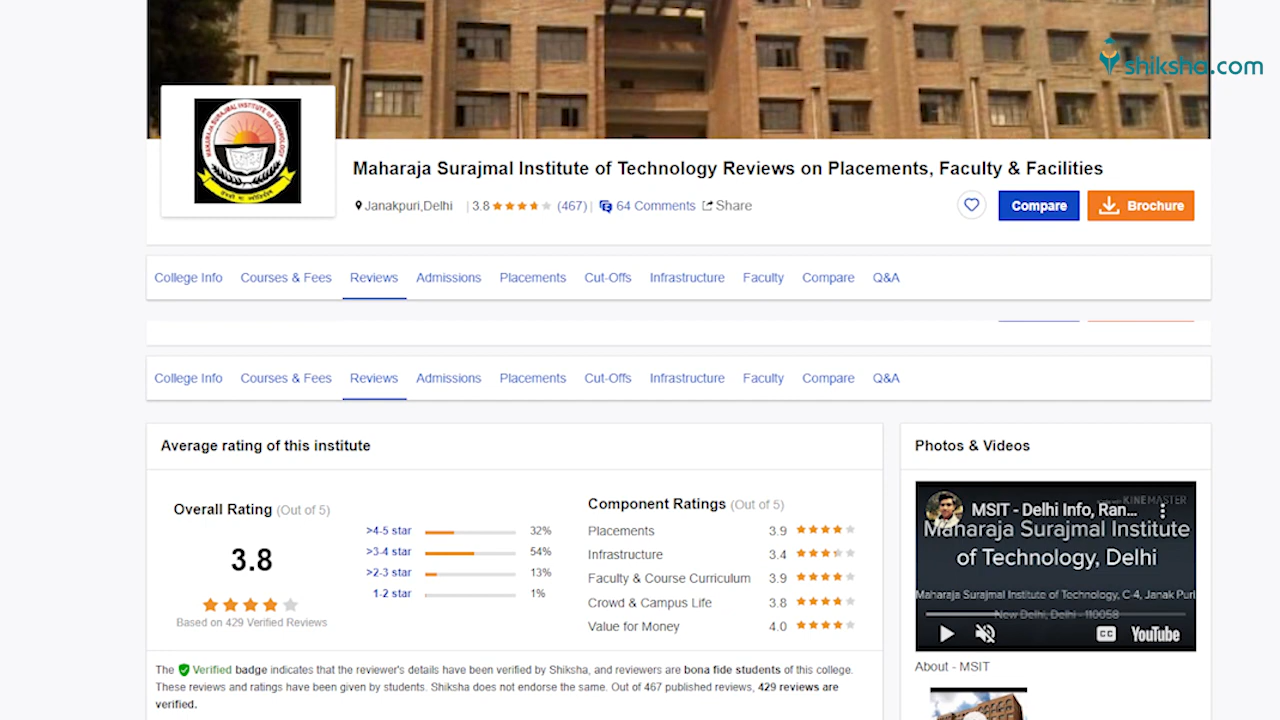 shiksha.com
MAHARAJA SURAJMAL INSTITUTE OF TECHNOLOGY
Maharaja Surajmal Institute of Technology Reviews on Placements, Faculty & Facilities
Janakpuri,Delhi | 3.8 (467) | 64 Comments Share
Compare
Brochure
College Info Courses & Fees Reviews Admissions Placements Cut-Offs Infrastructure Faculty Compare Q&A
College Info Courses & Fees Reviews Admissions Placements Cut-Offs Infrastructure Faculty Compare Q&A
Average rating of this institute
Overall Rating (Out of 5)
3.8
Based on 429 Verified Reviews
>4-5 star 32%
>3-4 star 54%
>2-3 star 13%
1-2 star 1%
Component Ratings (Out of 5)
Placements 3.9
Infrastructure 3.4
Faculty & Course Curriculum 3.9
Crowd & Campus Life 3.8
Value for Money 4.0
The Verified badge indicates that the reviewer's details have been verified by Shiksha, and reviewers are bona fide students of this college.
These reviews and ratings have been given by students. Shiksha does not endorse the same. Out of 467 published reviews, 429 reviews are
verified.
Photos & Videos
KINEMASTER
MSIT - Delhi Info, Ran...
Maharaja Surajmal Institute
of Technology, Delhi
Maharaja Surajmal Institute of Technology, C-4, Janak Puri
New Delhi, Delhi - 110058
CC YouTube
About - MSIT